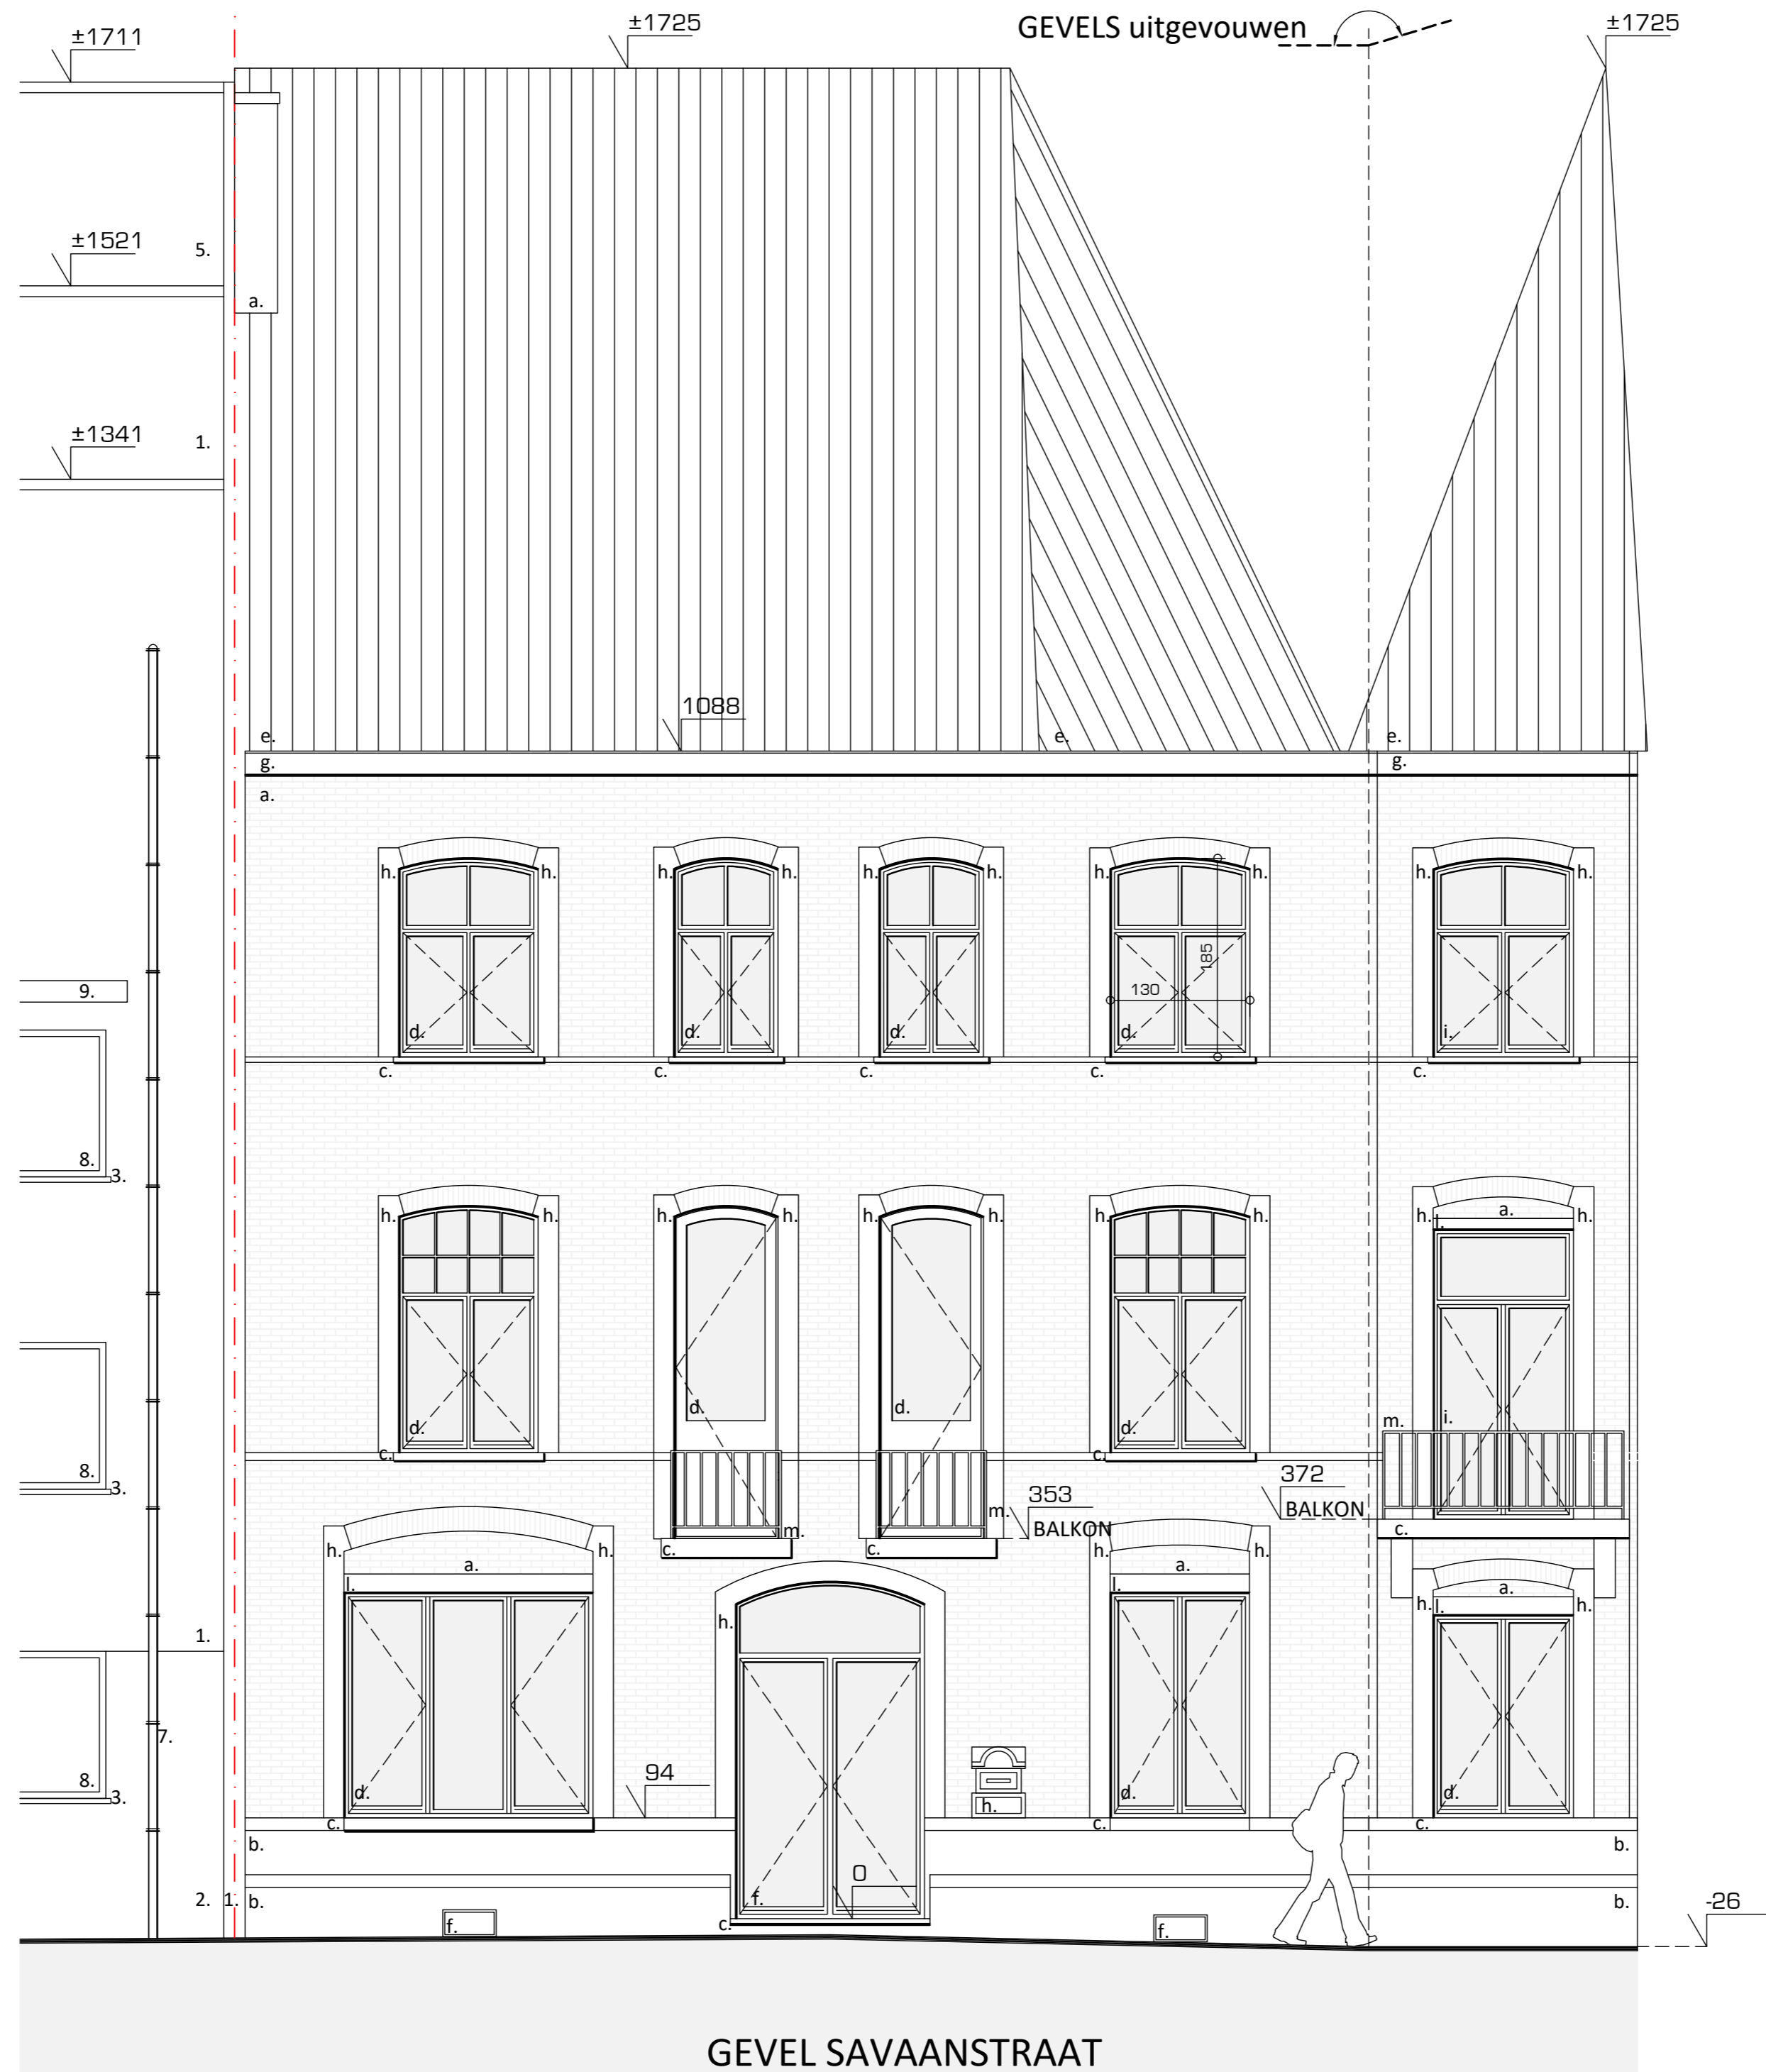 ±1711
±1725
GEVELS uitgevouwen
±1725
±1521
5.
a.
±1341
1.
1088
e.
e.
e.
g.
g.
a.
h.
h.
h.
h.
h.
h.
h.
h.
h.
h.
185
130
9.
d.
d.
d.
d.
i.
c.
c.
c.
c.
c.
8.
3.
h.
h.
h.
h.
h.
h.
h.
h.
h.
a.
h.
l.
d.
d.
d.
d.
i.
m.
c.
c.
8.
3.
353
BALKON
372
BALKON
m.
m.
c.
c.
c.
h.
h.
h.
h.
a.
a.
a.
l.
l.
h.
l.
h.
h.
1.
7.
8.
3.
d.
d.
d.
94
h.
c.
c.
c.
b.
b.
0
2.
1.
b.
f.
b.
-26
f.
c.
f.
GEVEL SAVAANSTRAAT